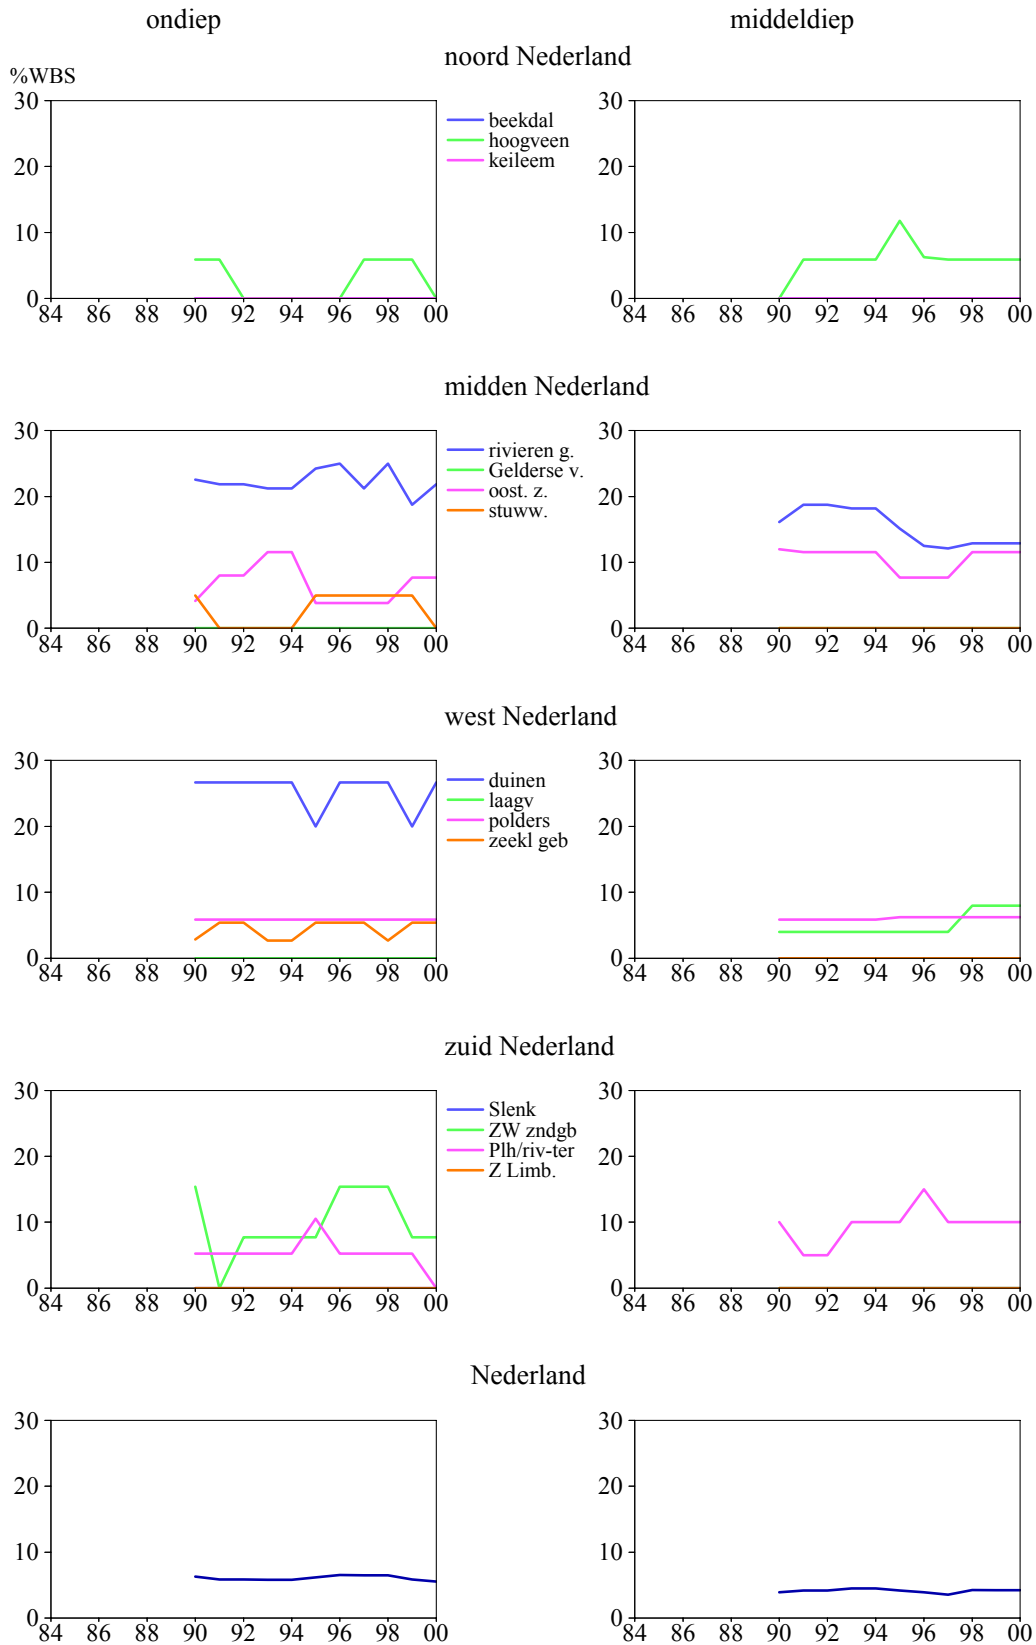 ondiep middeldiep
noord Nederland
%WBS
30 30
beekdal
hoogveen
keileem
20 20
10 10
0 0
84 86 88 90 92 94 96 98 00 84 86 88 90 92 94 96 98 00
midden Nederland
30 30
rivieren g.
Gelderse v.
oost. z.
stuww.
20 20
10 10
0 0
84 86 88 90 92 94 96 98 00 84 86 88 90 92 94 96 98 00
west Nederland
30 30
duinen
laagv
polders
zeekl geb
20 20
10 10
0 0
84 86 88 90 92 94 96 98 00 84 86 88 90 92 94 96 98 00
zuid Nederland
30 30
Slenk
ZW zndgb
Plh/riv-ter
Z Limb.
20 20
10 10
0 0
84 86 88 90 92 94 96 98 00 84 86 88 90 92 94 96 98 00
Nederland
30 30
20 20
10 10
0 0
84 86 88 90 92 94 96 98 00 84 86 88 90 92 94 96 98 00